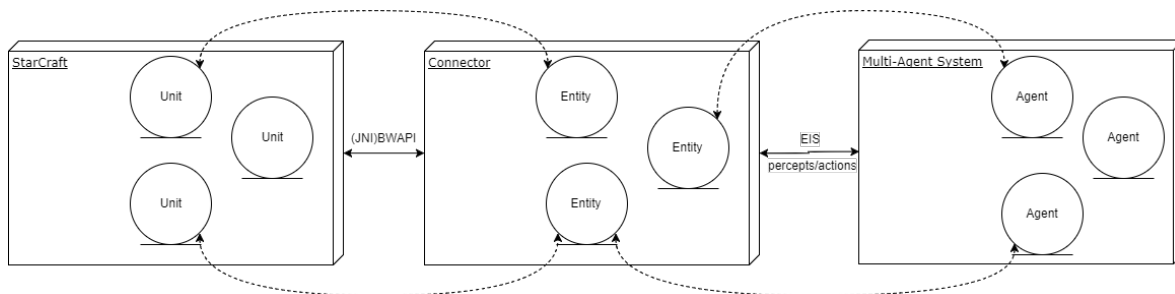 StarCraft
Unit
Unit
Unit
(JNI)BWAPI
Connector
Entity
Entity
Entity
EIS
percepts/actions
Multi-Agent System
Agent
Agent
Agent